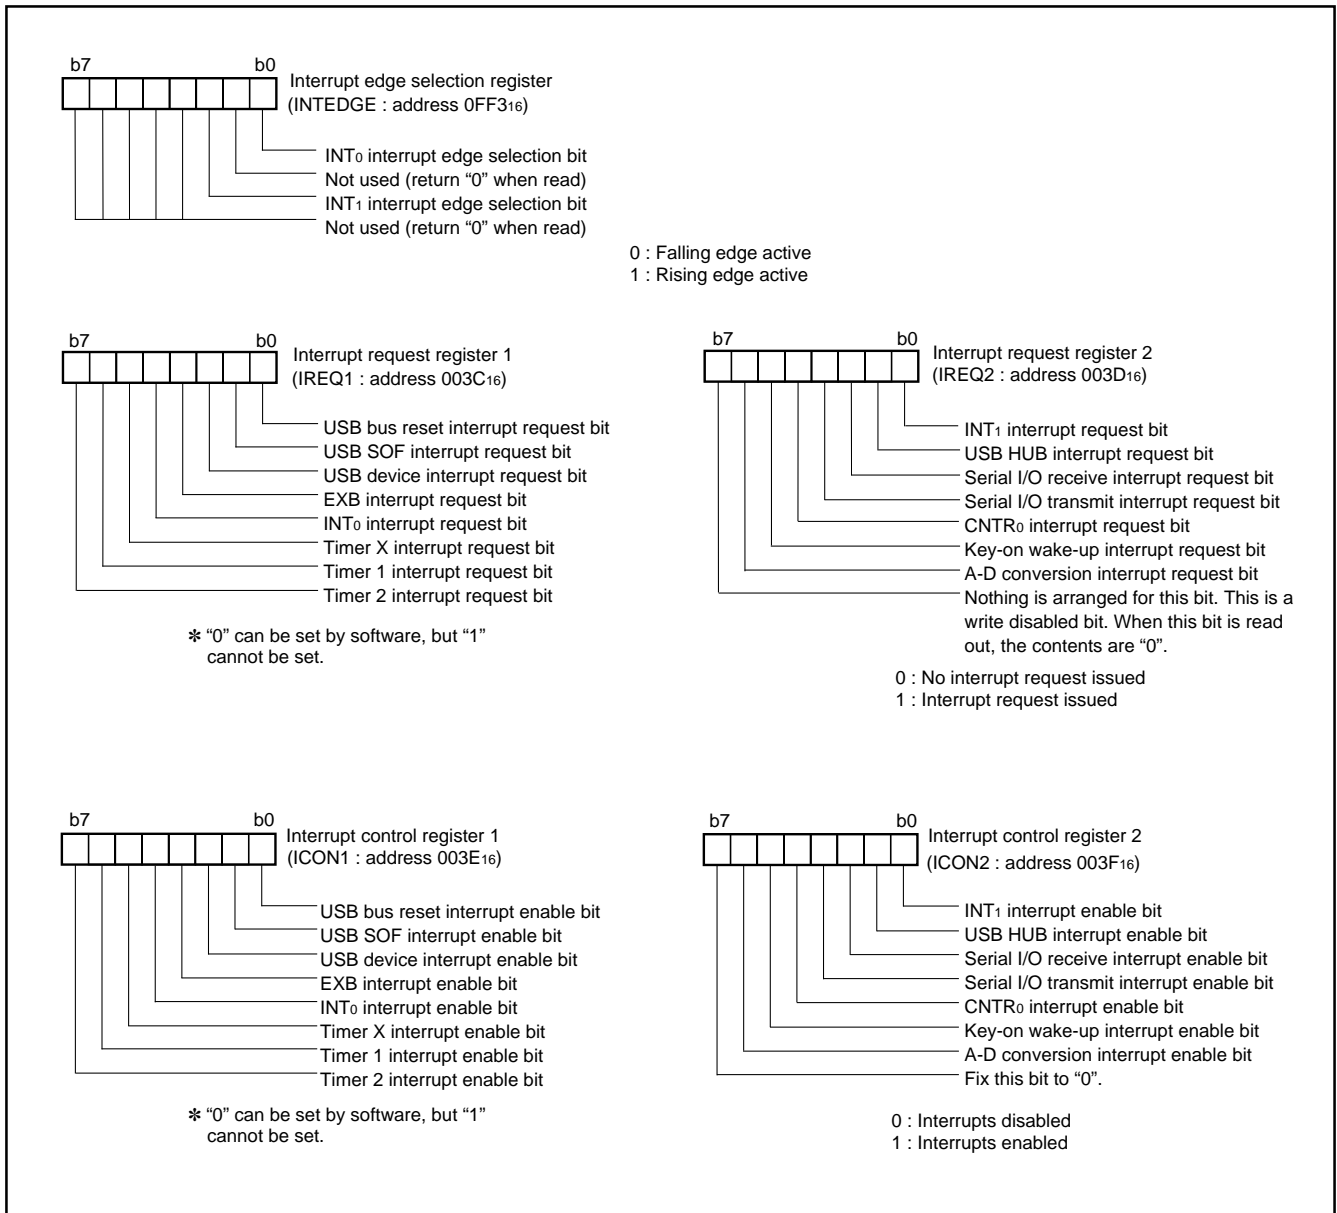 b7 b0
Interrupt edge selection register
(INTEDGE : address 0FF316)
INT0 interrupt edge selection bit
Not used (return “0” when read)
INT1 interrupt edge selection bit
Not used (return “0” when read)
0 : Falling edge active
1 : Rising edge active
b7 b0
Interrupt request register 1
(IREQ1 : address 003C16)
USB bus reset interrupt request bit
USB SOF interrupt request bit
USB device interrupt request bit
EXB interrupt request bit
INT0 interrupt request bit
Timer X interrupt request bit
Timer 1 interrupt request bit
Timer 2 interrupt request bit
✻ “0” can be set by software, but “1”
cannot be set.
b7 b0
Interrupt request register 2
(IREQ2 : address 003D16)
INT1 interrupt request bit
USB HUB interrupt request bit
Serial I/O receive interrupt request bit
Serial I/O transmit interrupt request bit
CNTR0 interrupt request bit
Key-on wake-up interrupt request bit
A-D conversion interrupt request bit
Nothing is arranged for this bit. This is a
write disabled bit. When this bit is read
out, the contents are “0”.
0 : No interrupt request issued
1 : Interrupt request issued
b7 b0
Interrupt control register 1
(ICON1 : address 003E16)
USB bus reset interrupt enable bit
USB SOF interrupt enable bit
USB device interrupt enable bit
EXB interrupt enable bit
INT0 interrupt enable bit
Timer X interrupt enable bit
Timer 1 interrupt enable bit
Timer 2 interrupt enable bit
✻ “0” can be set by software, but “1”
cannot be set.
b7 b0
Interrupt control register 2
(ICON2 : address 003F16)
INT1 interrupt enable bit
USB HUB interrupt enable bit
Serial I/O receive interrupt enable bit
Serial I/O transmit interrupt enable bit
CNTR0 interrupt enable bit
Key-on wake-up interrupt enable bit
A-D conversion interrupt enable bit
Fix this bit to “0”.
0 : Interrupts disabled
1 : Interrupts enabled